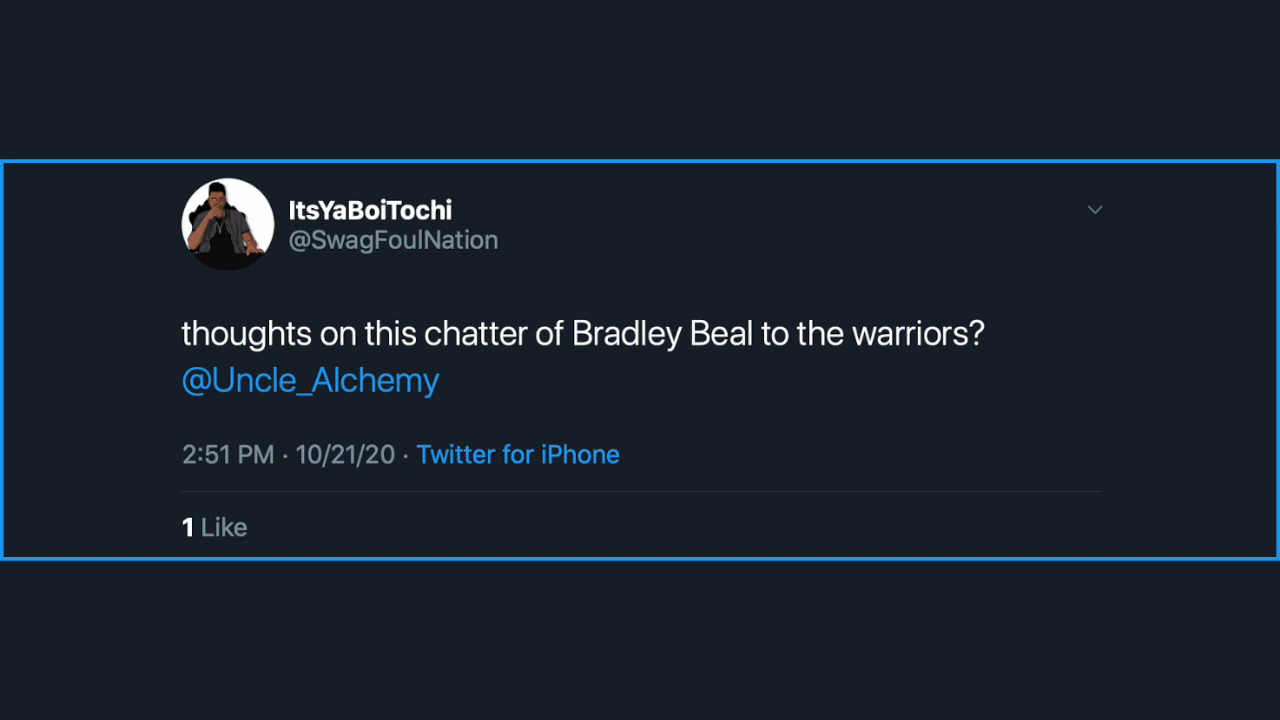 ItsYaBoiTochi
@SwagFoulNation
thoughts on this chatter of Bradley Beal to the warriors?
@Uncle_Alchemy
2:51 PM · 10/21/20 · Twitter for iPhone
1 Like